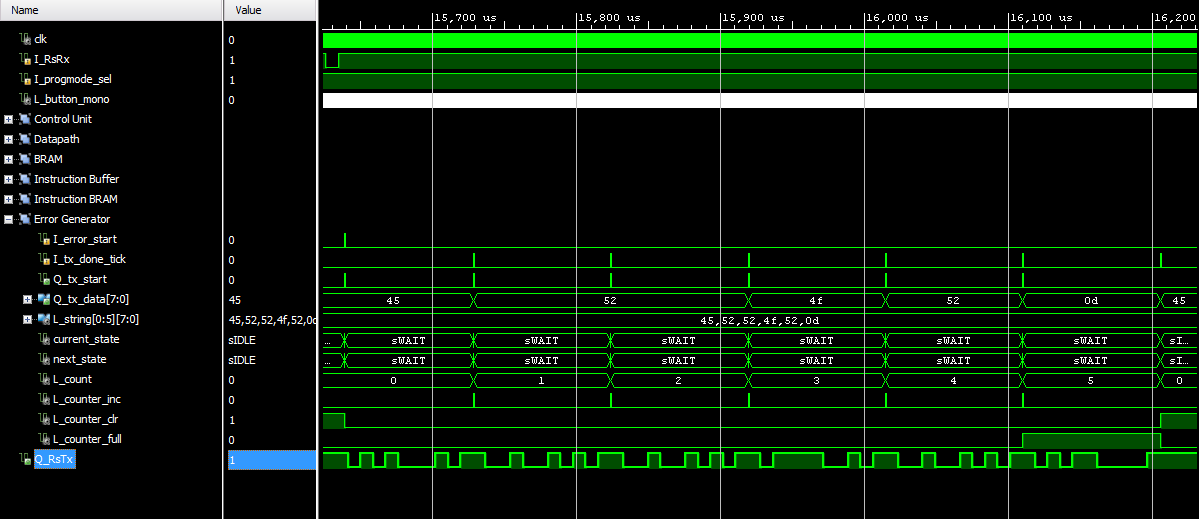 Name Value
15,700 us 15,800 us 15,900 us 16,000 us 16,100 us 16,200
clk 0
I_RsRx 1
I_progmode_sel 1
L_button_mono 0
Control Unit
Datapath
BRAM
Instruction Buffer
Instruction BRAM
Error Generator
I_error_start 0
I_tx_done_tick 0
Q_tx_start 0
Q_tx_data[7:0] 45 45 52 4f 52 0d 45
L_string[0:5][7:0] 45,52,52,4f,52,0d 45,52,52,4f,52,0d
current_state sIDLE ... sWAIT sWAIT sWAIT sWAIT sWAIT sWAIT sI...
next_state sIDLE ... sWAIT sWAIT sWAIT sWAIT sWAIT sWAIT sI...
L_count 0 0 1 2 3 4 5 0
L_counter_inc 0
L_counter_clr 1
L_counter_full 0
Q_RsTx 1